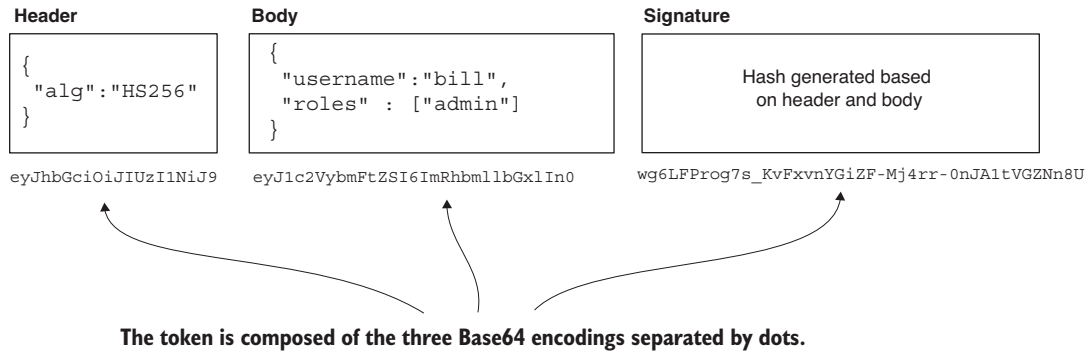 Header
Body
Signature
{
"alg":"HS256"
}
{
"username":"bill",
"roles" : ["admin"]
}
Hash generated based
on header and body
eyJhbGciOiJIUzI1NiJ9
eyJ1c2VybmFtZSI6ImRhbmllbGxlIn0
wg6LFProg7s_KvFxvnYGiZF-Mj4rr-0nJA1tVGZNn8U
The token is composed of the three Base64 encodings separated by dots.